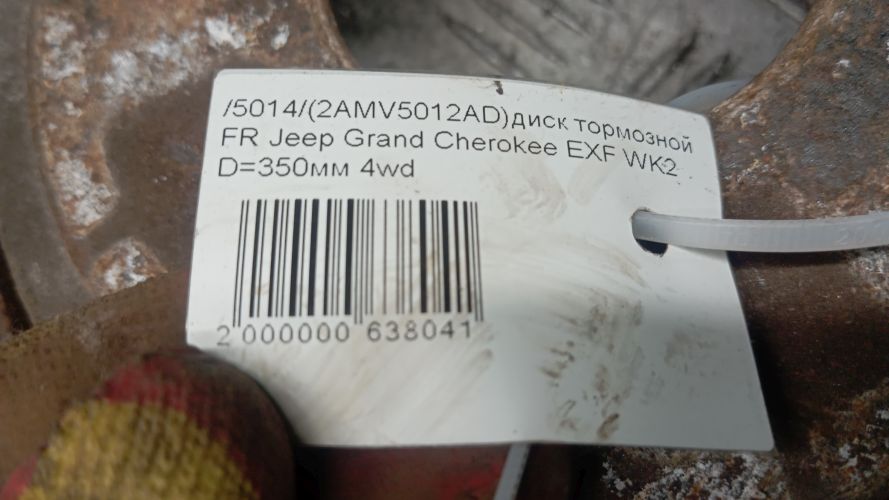 /5014/(2AMV5012AD)диск тормозной
FR Jeep Grand Cherokee EXF WK2
D=350мм 4wd
2 000000 638041